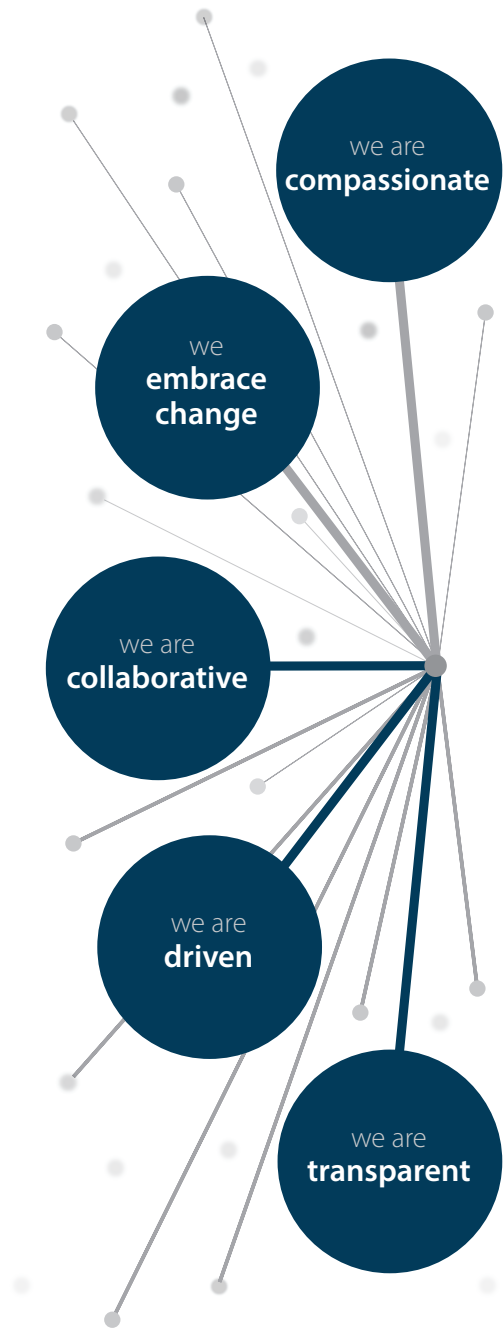 we are
compassionate
we
embrace
change
we are
collaborative
we are
driven
we are
transparent